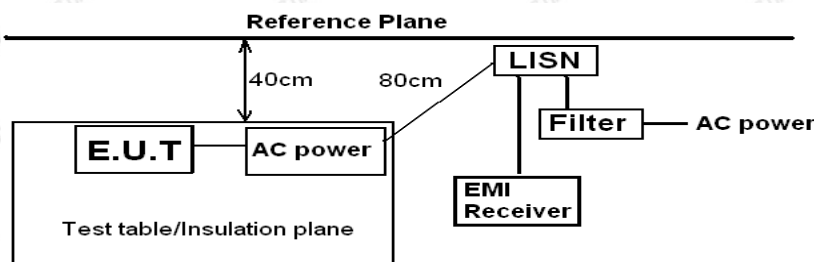 Reference Plane
LISN
40cm
80cm
Filter
AC power
E.U.T
AC power
EMI
Receiver
Test table/Insulation plane